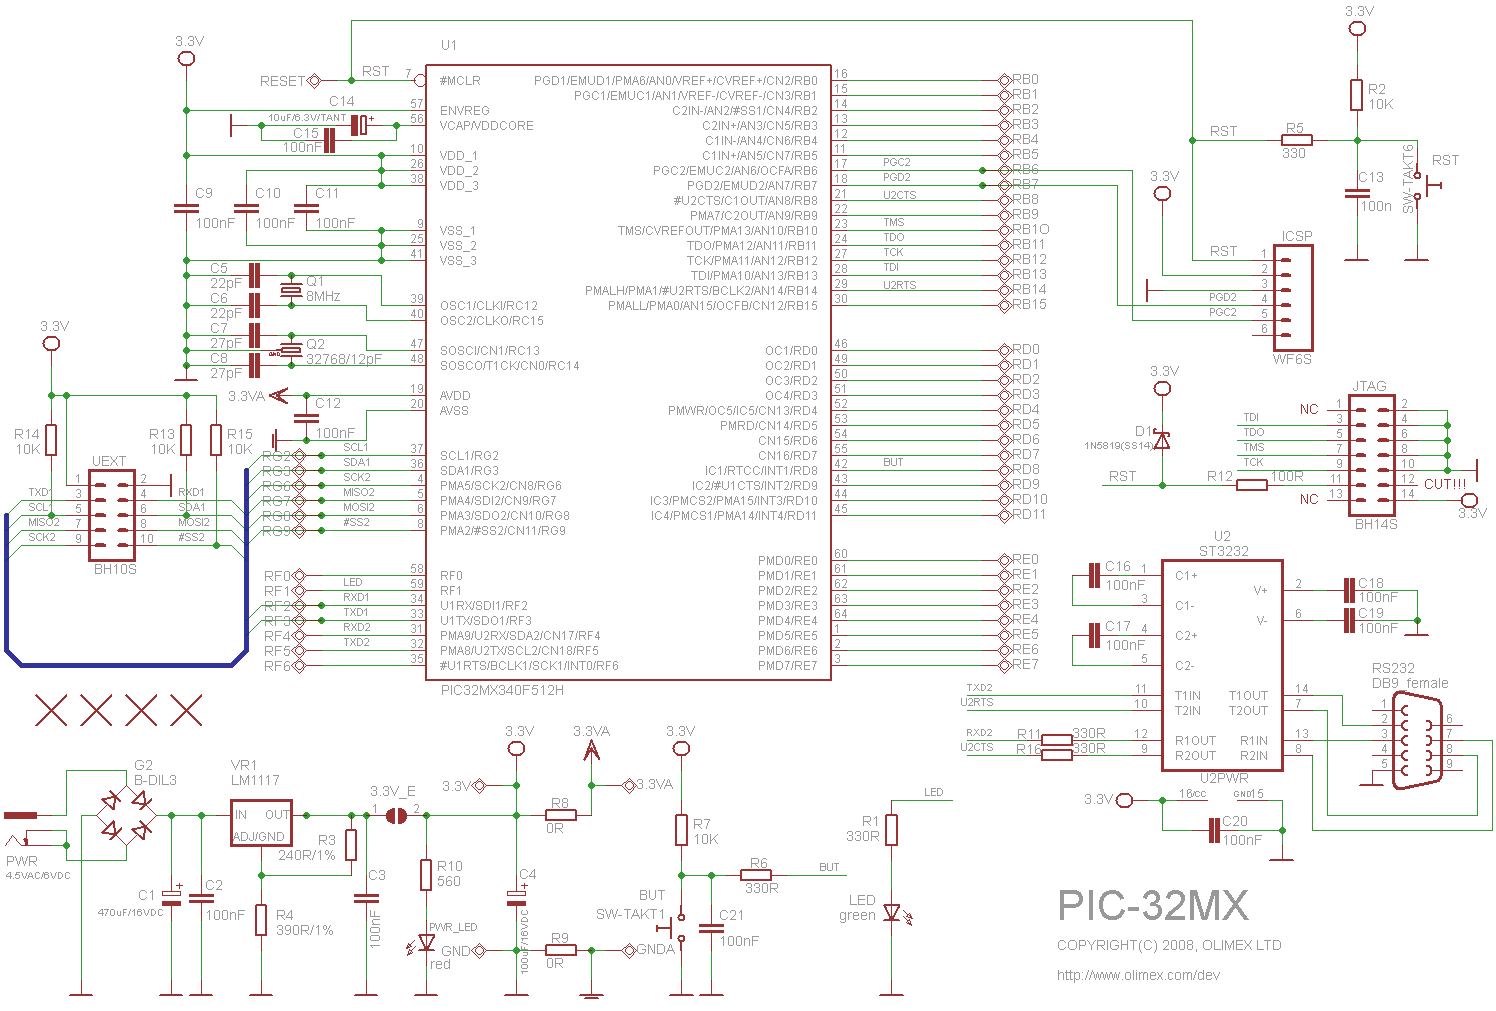 3.3V
U1
3.3V
RESET
RST
7
#MCLR
PGD1/EMUD1/PMA6/AN0/VREF+/CVREF+/CN2/RB0
16
RB0
PGC1/EMUC1/AN1/VREF-/CVREF-/CN3/RB1
15
RB1
57
ENVREG
C2IN-/AN2/#SS1/CN4/RB2
14
RB2
C14
10uF/6.3V/TANT
56
VCAP/VDDCORE
C2IN+/AN3/CN5/RB3
13
RB3
C15
100nF
C1IN-/AN4/CN6/RB4
12
RB4
10
VDD_1
C1IN+/AN5/CN7/RB5
11
RB5
26
VDD_2
PGC2/EMUC2/AN6/OCFA/RB6
17
PGC2
RB6
38
VDD_3
PGD2/EMUD2/AN7/RB7
18
PGD2
RB7
#U2CTS/C1OUT/AN8/RB8
21
U2CTS
RB8
PMA7/C2OUT/AN9/RB9
22
RB9
9
VSS_1
TMS/CVREFOUT/PMA13/AN10/RB10
23
TMS
RB10
25
VSS_2
TDO/PMA12/AN11/RB11
24
TDO
RB11
41
VSS_3
TCK/PMA11/AN12/RB12
27
TCK
RB12
TDI/PMA10/AN13/RB13
28
TDI
RB13
PMALH/PMA1/#U2RTS/BCLK2/AN14/RB14
29
U2RTS
RB14
PMALL/PMA0/AN15/OCFB/CN12/RB15
30
RB15
C9
100nF
C10
100nF
C11
100nF
C5
22pF
C6
22pF
Q1
8MHz
C7
27pF
C8
27pF
GND
Q2
32768/12pF
39
OSC1/CLKI/RC12
40
OSC2/CLKO/RC15
47
SOSCI/CN1/RC13
48
SOSCO/T1CK/CN0/RC14
3.3VA
C12
100nF
19
AVDD
20
AVSS
OC1/RD0
46
RD0
OC2/RD1
49
RD1
OC3/RD2
50
RD2
OC4/RD3
51
RD3
PMWR/OC5/IC5/CN13/RD4
52
RD4
PMRD/CN14/RD5
53
RD5
CN15/RD6
54
RD6
CN16/RD7
55
RD7
IC1/RTCC/INT1/RD8
42
BUT
RD8
IC2/#U1CTS/INT2/RD9
43
RD9
IC3/PMCS2/PMA15/INT3/RD10
44
RD10
IC4/PMCS1/PMA14/INT4/RD11
45
RD11
RG2
SCL1
37
SCL1/RG2
RG3
SDA1
36
SDA1/RG3
RG6
SCK2
4
PMA5/SCK2/CN8/RG6
RG7
MISO2
5
PMA4/SDI2/CN9/RG7
RG8
MOSI2
6
PMA3/SDO2/CN10/RG8
RG9
#SS2
8
PMA2/#SS2/CN11/RG9
RF0
58
RF0
RF1
LED
59
RF1
RF2
RXD1
34
U1RX/SDI1/RF2
RF3
TXD1
33
U1TX/SDO1/RF3
RF4
RXD2
31
PMA9/U2RX/SDA2/CN17/RF4
RF5
TXD2
32
PMA8/U2TX/SCL2/CN18/RF5
RF6
35
#U1RTS/BCLK1/SCK1/INT0/RF6
PMD0/RE0
60
RE0
PMD1/RE1
61
RE1
PMD2/RE2
62
RE2
PMD3/RE3
63
RE3
PMD4/RE4
64
RE4
PMD5/RE5
1
RE5
PMD6/RE6
2
RE6
PMD7/RE7
3
RE7
PIC32MX340F512H
R2
10K
RST
R5
330
C13
100n
SW-TAKT6
RST
3.3V
ICSP
RST
1
2
3
PGD2
4
PGC2
5
6
WF6S
3.3V
R14
10K
R13
10K
R15
10K
UEXT
1
2
TXD1
3
4
RXD1
SCL1
5
6
SDA1
MISO2
7
8
MOSI2
SCK2
9
10
#SS2
BH10S
3.3V
D1
1N5819(SS14)
RST
R12
100R
JTAG
NC
1
2
TDI
3
4
TDO
5
6
TMS
7
8
TCK
9
10
11
12
CUT!!!
NC
13
14
3.3V
BH14S
U2
ST3232
C16
100nF
1
C1+
3
C1-
C17
100nF
4
C2+
5
C2-
V+
2
C18
100nF
V-
6
C19
100nF
TXD2
11
T1IN
T1OUT
14
U2RTS
10
T2IN
T2OUT
7
RXD2
R11
330R
12
R1OUT
R1IN
13
U2CTS
R16
330R
9
R2OUT
R2IN
8
RS232
DB9 female
1
6
2
7
3
8
4
9
5
U2PWR
3.3V
16
VCC
GND
15
C20
100nF
G2
B-DIL3
PWR
4.5VAC/6VDC
C1
470uF/16VDC
C2
100nF
VR1
LM1117
IN
OUT
ADJ/GND
R3
240R/1%
R4
390R/1%
C3
100nF
3.3V_E
1
2
R10
560
PWR_LED
red
3.3V
3.3V
C4
100uF/16VDC
GND
3.3VA
3.3VA
R8
0R
R9
0R
GNDA
3.3V
R7
10K
BUT
SW-TAKT1
C21
100nF
R6
330R
BUT
LED
R1
330R
LED
green
PIC-32MX
COPYRIGHT(C) 2008, OLIMEX LTD
http://www.olimex.com/dev